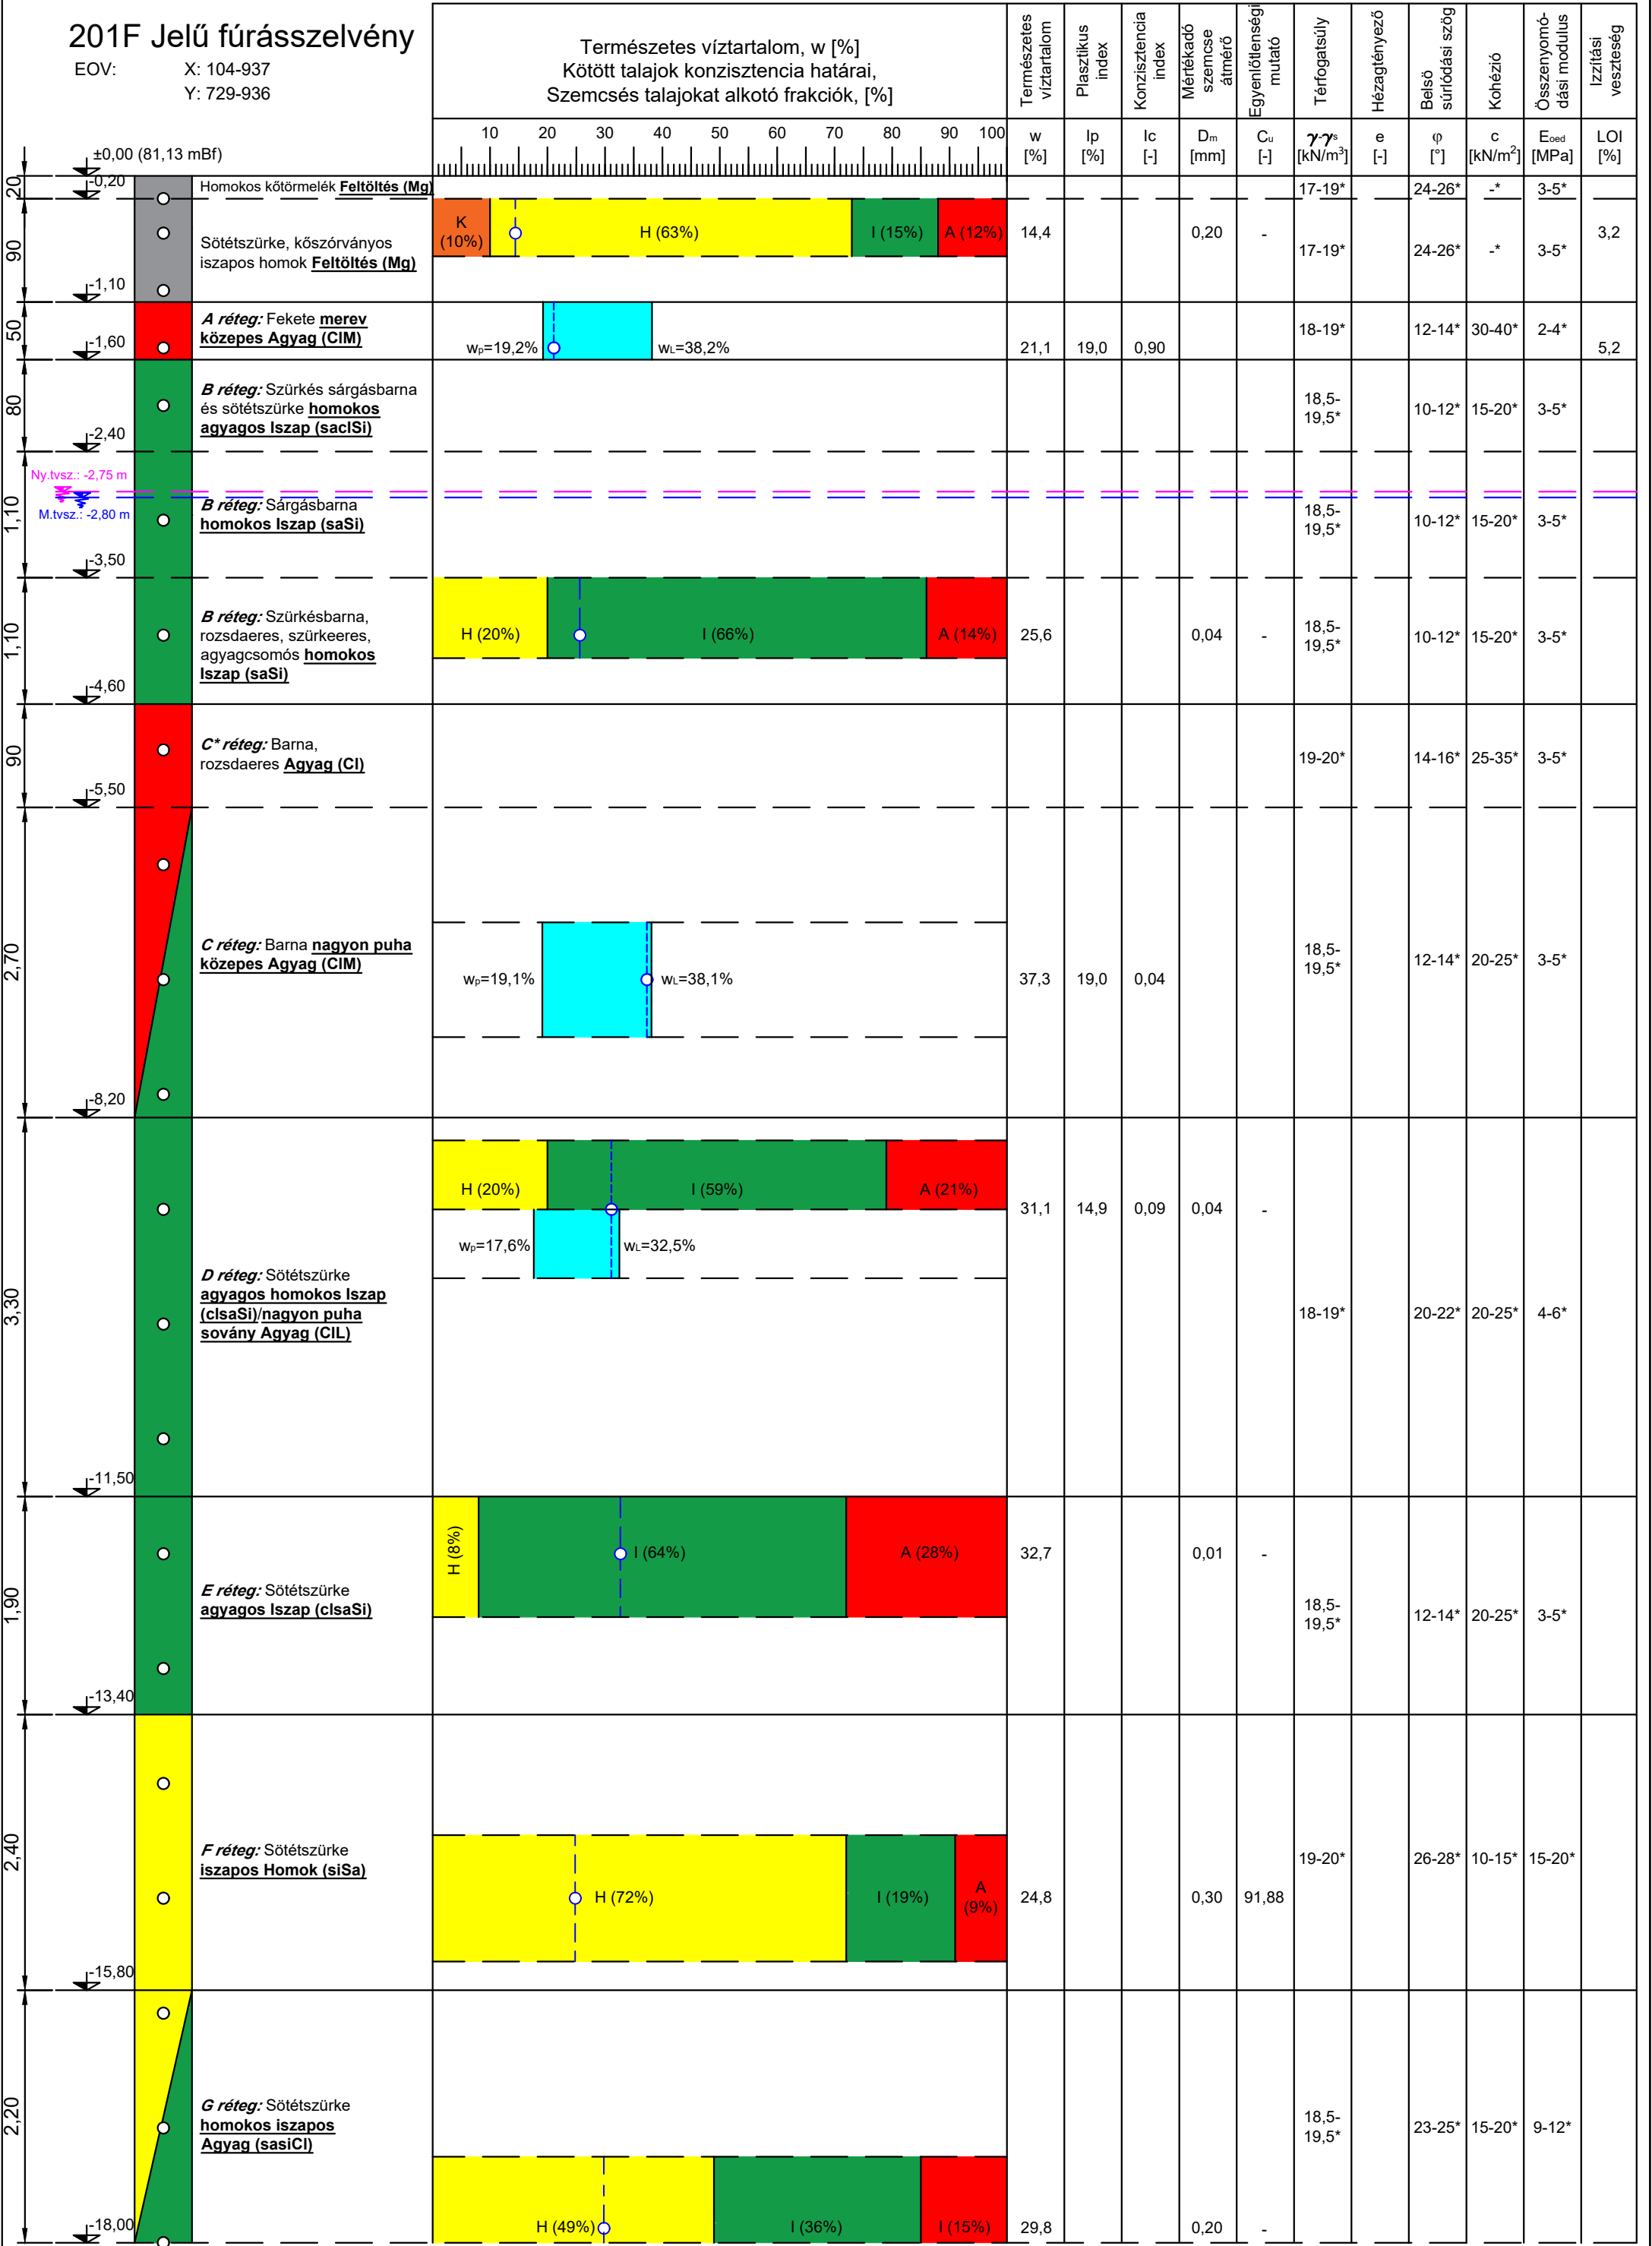 201F Jelű fúrásszelvény
EOV: X: 104-937
Y: 729-936
Természetes víztartalom, w [%]
Kötött talajok konzisztencia határai,
Szemcsés talajokat alkotó frakciók, [%]
Természetes
víztartalom
Plasztikus
index
Konzisztencia
index
Mértékadó
szemcse
átmérő
Egyenlőtlenségi
mutató
Térfogatsúly
Hézagtényező
Belső
súrlódási szög
Kohézió
Összenyomó-
dási modulus
Izzítási
veszteség
10 20 30 40 50 60 70 80 90 100
w Ip Ic Dm Cu γ-γs e φ c Eoed LOI
[%] [%] [-] [mm] [-] [kN/m³] [-] [°] [kN/m²] [MPa] [%]
±0,00 (81,13 mBf)
20
-0,20
Homokos kőtörmelék Feltöltés (Mg)
17-19* 24-26* -* 3-5*
90
Sötétszürke, kőszórványos
iszapos homok Feltöltés (Mg)
-1,10
K
(10%)
H (63%) I (15%) A (12%)
14,4 0,20 - 3,2
17-19* 24-26* -* 3-5*
50
A réteg: Fekete merev
közepes Agyag (ClM)
-1,60
wp=19,2% wL=38,2%
21,1 19,0 0,90 5,2
18-19* 12-14* 30-40* 2-4*
80
B réteg: Szürkés sárgásbarna
és sötétszürke homokos
agyagos Iszap (saclSi)
-2,40
18,5-
19,5*
10-12* 15-20* 3-5*
Ny.tvsz.: -2,75 m
M.tvsz.: -2,80 m
1,10
B réteg: Sárgásbarna
homokos Iszap (saSi)
-3,50
18,5-
19,5*
10-12* 15-20* 3-5*
1,10
B réteg: Szürkésbarna,
rozsdaeres, szürkeeres,
agyagcsomós homokos
Iszap (saSi)
-4,60
H (20%) I (66%) A (14%)
25,6 0,04 -
18,5-
19,5*
10-12* 15-20* 3-5*
90
C* réteg: Barna,
rozsdaeres Agyag (Cl)
-5,50
19-20* 14-16* 25-35* 3-5*
2,70
C réteg: Barna nagyon puha
közepes Agyag (ClM)
-8,20
wp=19,1% wL=38,1%
37,3 19,0 0,04
18,5-
19,5*
12-14* 20-25* 3-5*
3,30
H (20%) I (59%) A (21%)
wp=17,6% wL=32,5%
31,1 14,9 0,09 0,04 -
D réteg: Sötétszürke
agyagos homokos Iszap
(clsaSi)/nagyon puha
sovány Agyag (ClL)
-11,50
18-19* 20-22* 20-25* 4-6*
1,90
H (8%)
I (64%) A (28%)
32,7 0,01 -
E réteg: Sötétszürke
agyagos Iszap (clsaSi)
-13,40
18,5-
19,5*
12-14* 20-25* 3-5*
2,40
F réteg: Sötétszürke
iszapos Homok (siSa)
-15,80
H (72%) I (19%)
A
(9%)
24,8 0,30 91,88
19-20* 26-28* 10-15* 15-20*
2,20
G réteg: Sötétszürke
homokos iszapos
Agyag (sasiCl)
18,5-
19,5*
23-25* 15-20* 9-12*
-18,00
H (49%) I (36%) I (15%)
29,8 0,20 -